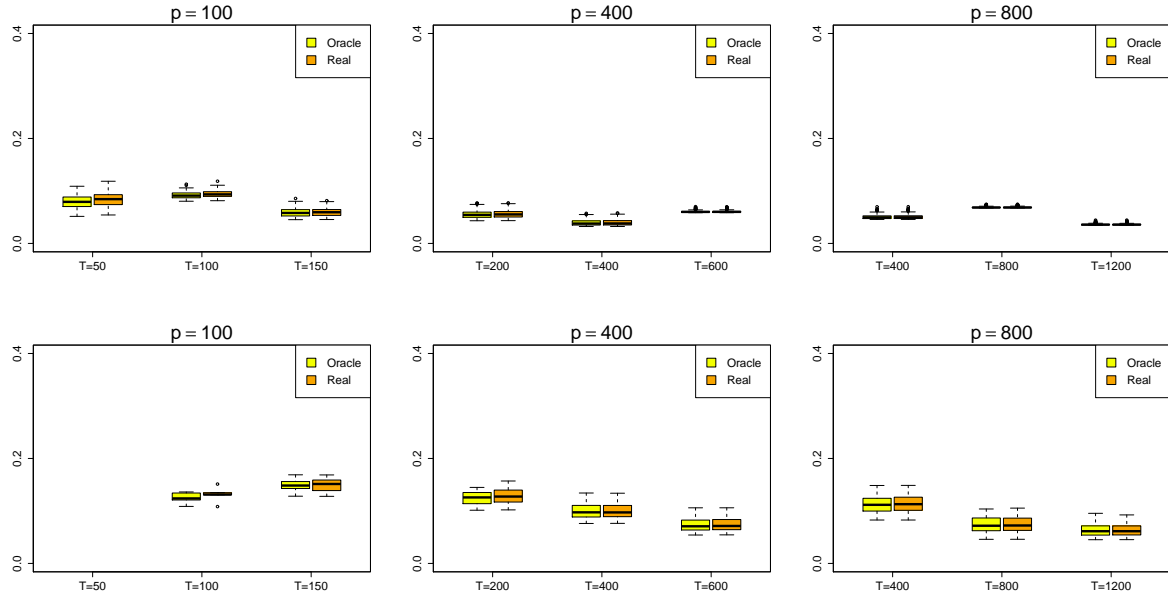 p = 100
p = 400
p = 800
0.4
0.2
0.0
Oracle
Real
T=50
T=100
T=150
0.4
0.2
0.0
Oracle
Real
T=200
T=400
T=600
0.4
0.2
0.0
Oracle
Real
T=400
T=800
T=1200
p = 100
p = 400
p = 800
0.4
0.2
0.0
Oracle
Real
T=50
T=100
T=150
0.4
0.2
0.0
Oracle
Real
T=200
T=400
T=600
0.4
0.2
0.0
Oracle
Real
T=400
T=800
T=1200